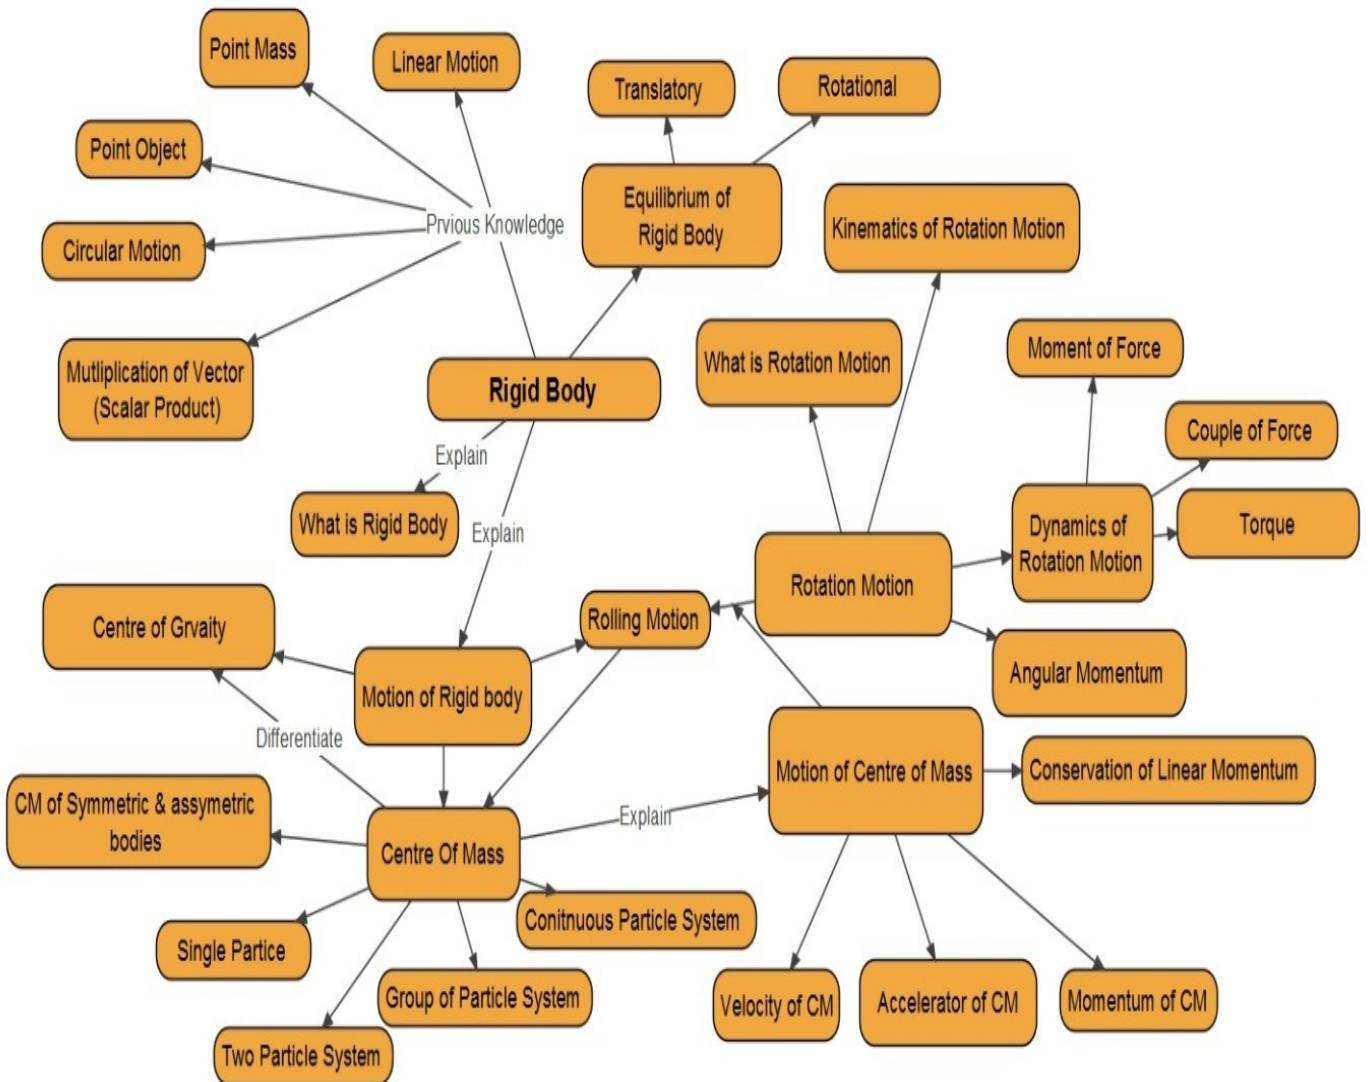 Point Mass
Linear Motion
Translatory
Rotational
Point Object
Equilibrium of
Rigid Body
Kinematics of Rotation Motion
Prvious Knowledge
Circular Motion
What is Rotation Motion
Moment of Force
Mutliplication of Vector
(Scalar Product)
Rigid Body
Couple of Force
Explain
What is Rigid Body
Explain
Dynamics of
Rotation Motion
Torque
Rotation Motion
Centre of Grvaity
Rolling Motion
Angular Momentum
Motion of Rigid body
Differentiate
Motion of Centre of Mass
Conservation of Linear Momentum
CM of Symmetric & assymetric
bodies
Explain
Centre Of Mass
Conitnuous Particle System
Single Partice
Group of Particle System
Velocity of CM
Accelerator of CM
Momentum of CM
Two Particle System